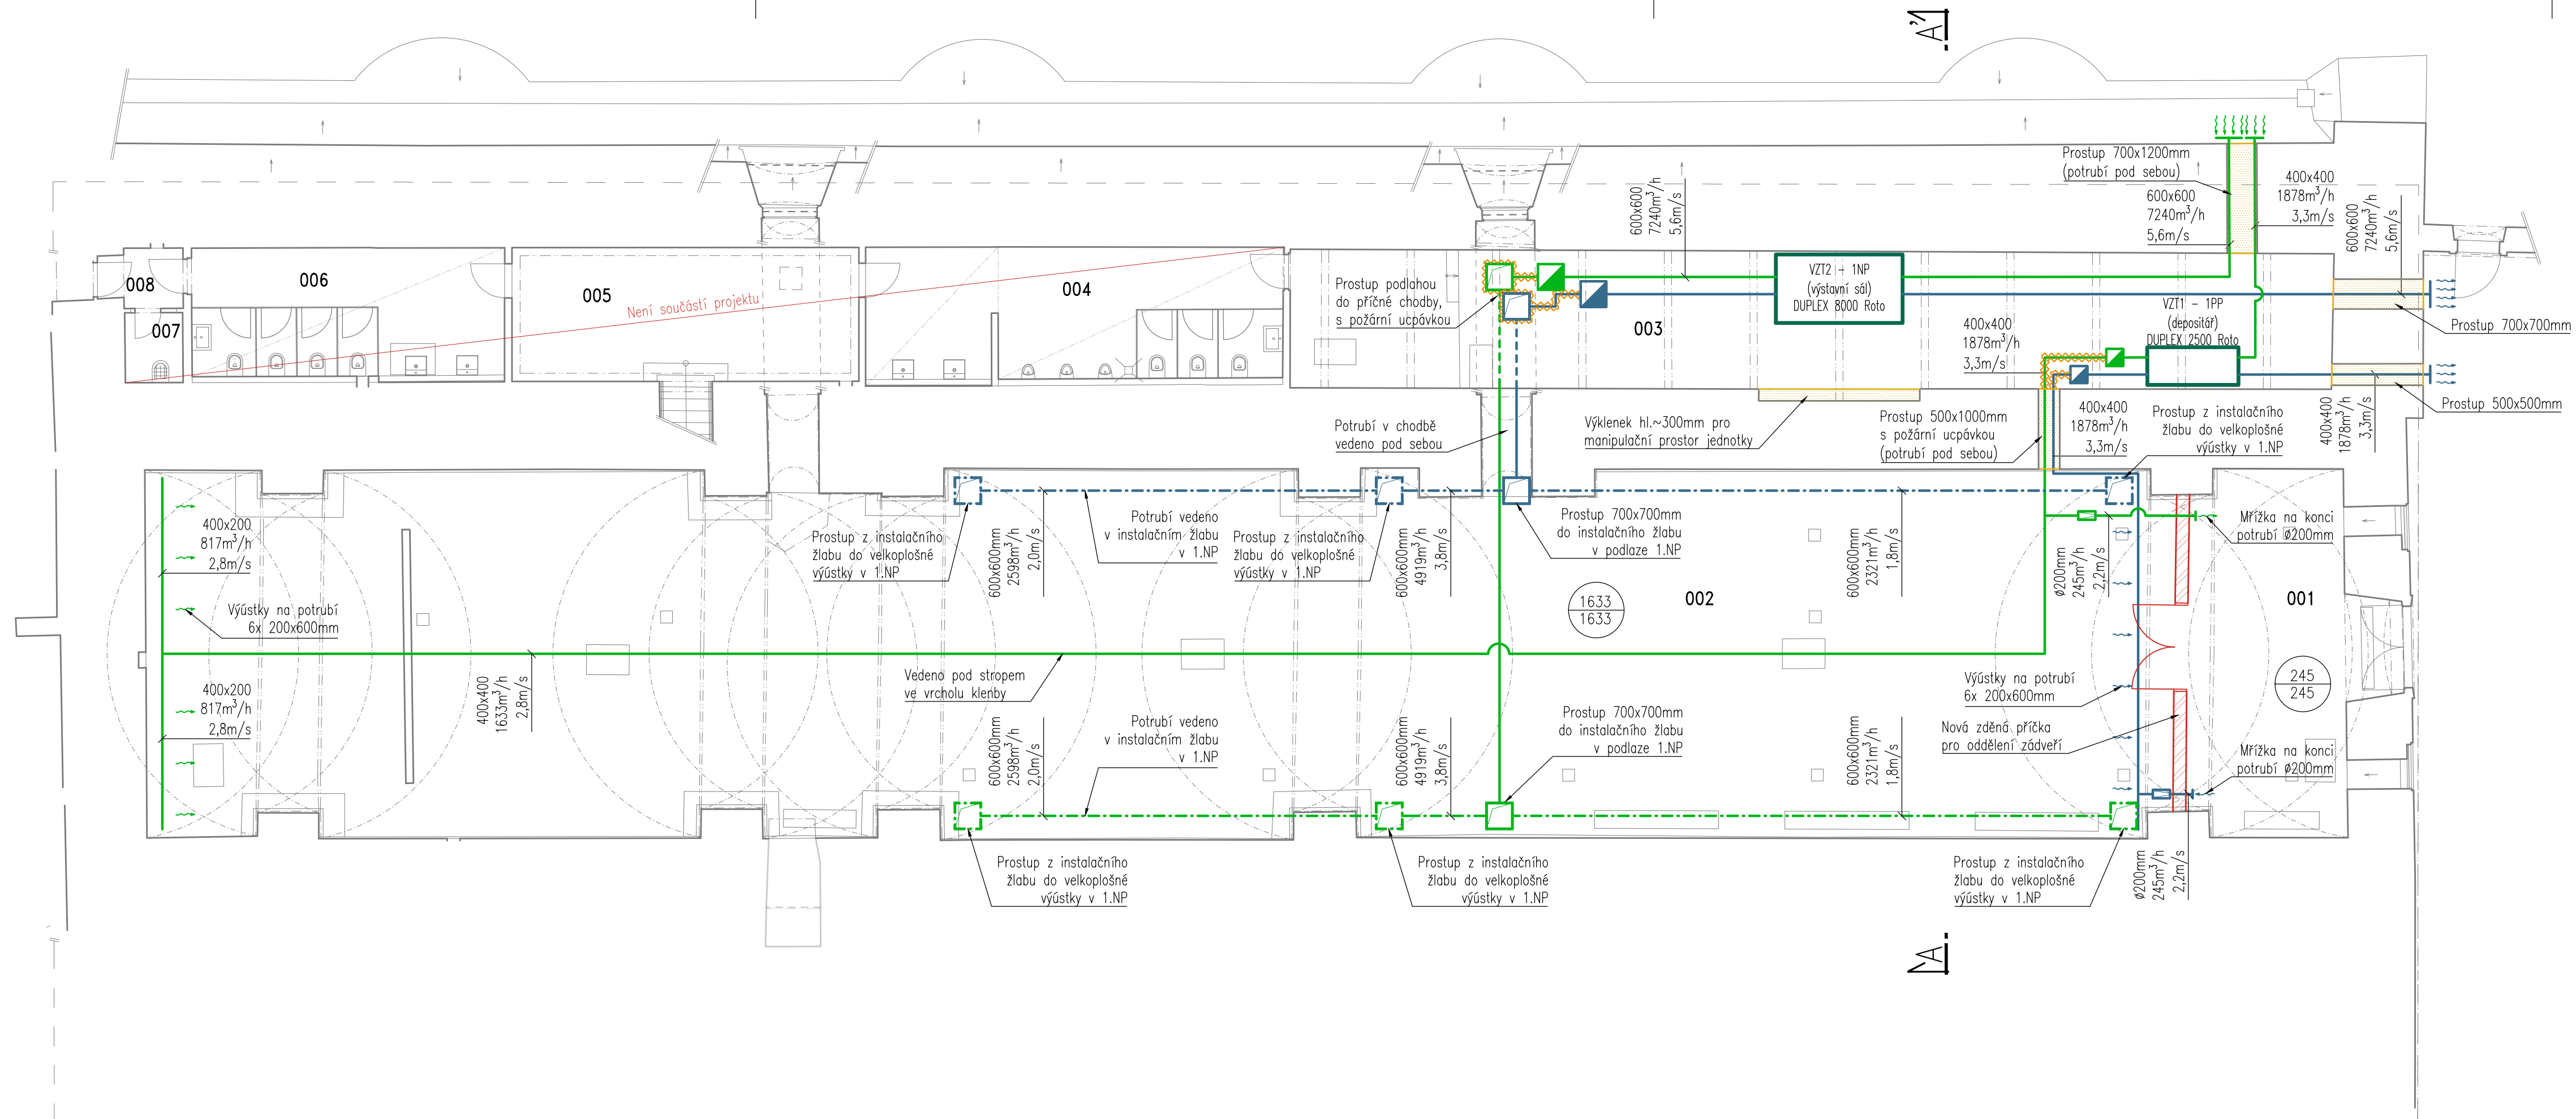 A'1
Prostup 700x1200mm
(potrubí pod sebou)
600x600
7240m³/h
5,6m/s
400x400
1878m³/h
3,3m/s
600x600
7240m³/h
5,6m/s
600x600
7240m³/h
5,6m/s
008
006
005
004
007
Není součástí projektu
Prostup podlahou
do příčné chodby,
s požární ucpávkou
VZT2 - 1NP
(výstavní sál)
DUPLEX 8000 Roto
003
VZT1 - 1PP
(depositář)
DUPLEX 2500 Roto
400x400
1878m³/h
3,3m/s
Prostup 700x700mm
Prostup 500x500mm
Potrubí v chodbě
vedeno pod sebou
Výklenek hl.~300mm pro
manipulační prostor jednotky
Prostup 500x1000mm
s požární ucpávkou
(potrubí pod sebou)
400x400
1878m³/h
3,3m/s
Prostup z instalačního
žlabu do velkoplošné
výústky v 1.NP
400x400
1878m³/h
3,3m/s
400x200
817m³/h
2,8m/s
Výústky na potrubí
6x 200x600mm
Prostup z instalačního
žlabu do velkoplošné
výústky v 1.NP
600x600mm
2598m³/h
2,0m/s
Potrubí vedeno
v instalačním žlabu
v 1.NP
Prostup z instalačního
žlabu do velkoplošné
výústky v 1.NP
600x600mm
4919m³/h
3,8m/s
Prostup 700x700mm
do instalačního žlabu
v podlaze 1.NP
1633
1633
002
600x600mm
2321m³/h
1,8m/s
ø200mm
245m³/h
2,2m/s
Mřížka na konci
potrubí ø200mm
001
245
245
400x200
817m³/h
2,8m/s
400x400
1633m³/h
2,8m/s
Vedeno pod stropem
ve vrcholu klenby
600x600mm
2598m³/h
2,0m/s
Potrubí vedeno
v instalačním žlabu
v 1.NP
600x600mm
4919m³/h
3,8m/s
Prostup 700x700mm
do instalačního žlabu
v podlaze 1.NP
600x600mm
2321m³/h
1,8m/s
Výústky na potrubí
6x 200x600mm
Nová zděná příčka
pro oddělení zádveří
Mřížka na konci
potrubí ø200mm
Prostup z instalačního
žlabu do velkoplošné
výústky v 1.NP
Prostup z instalačního
žlabu do velkoplošné
výústky v 1.NP
Prostup z instalačního
žlabu do velkoplošné
výústky v 1.NP
ø200mm
245m³/h
2,2m/s
A